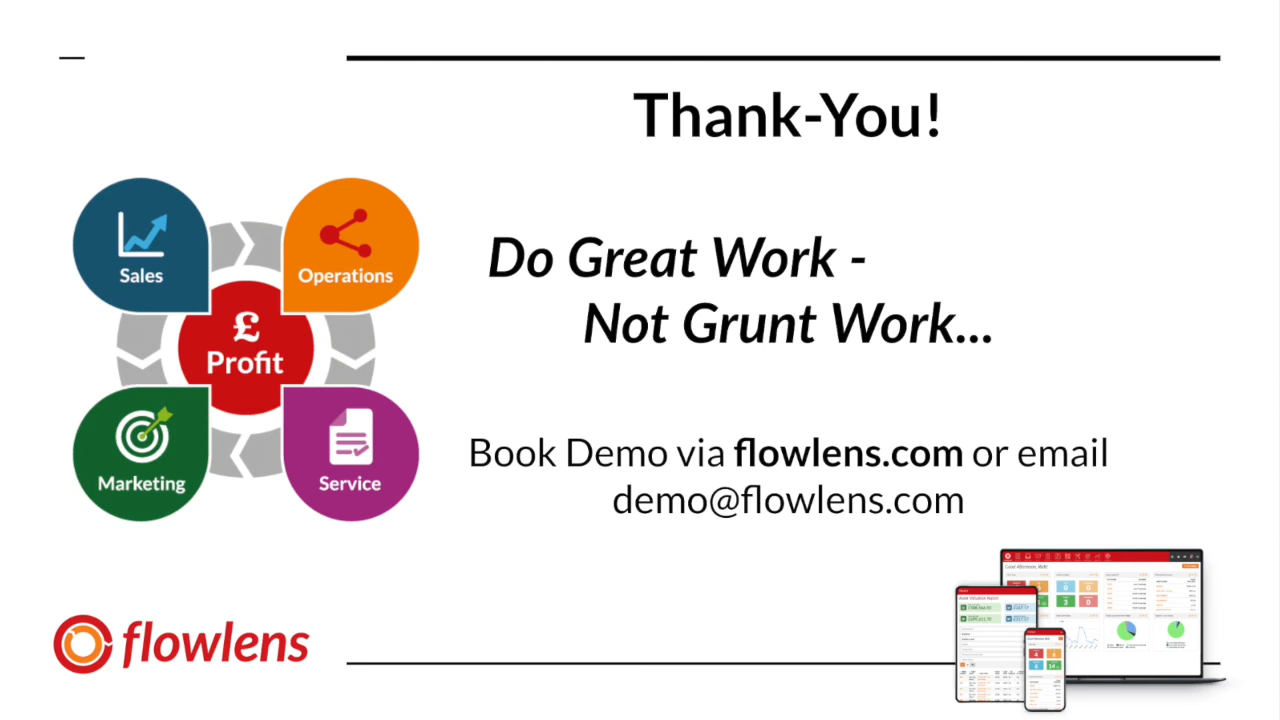 Thank-You!
Sales
Operations
£
Profit
Marketing
Service
Do Great Work -
Not Grunt Work...
Book Demo via flowlens.com or email
demo@flowlens.com
flowlens